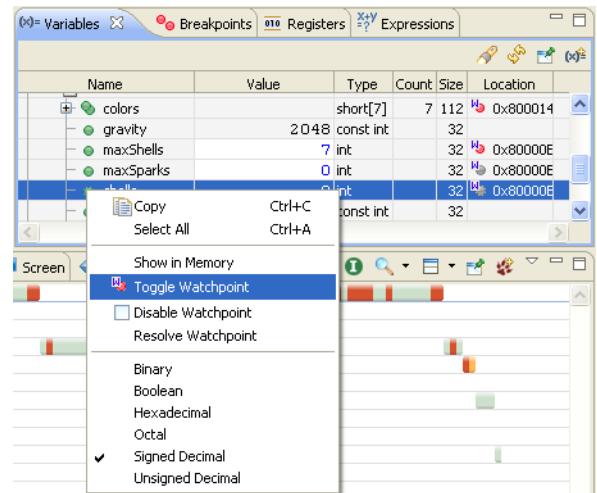 (x)= Variables Breakpoints 1010 Registers x+y=? Expressions
(x)=
Name Value Type Count Size Location
colors short[7] 7 112 0x800014
gravity 2048 const int 32
maxShells 7 int 32 0x80000E
maxSparks 0 int 32 0x80000E
shells 0 int 32 0x80000E
const int 32
Copy Ctrl+C
Select All Ctrl+A
Screen
Show in Memory
Toggle Watchpoint
Disable Watchpoint
Resolve Watchpoint
Binary
Boolean
Hexadecimal
Octal
Signed Decimal
Unsigned Decimal